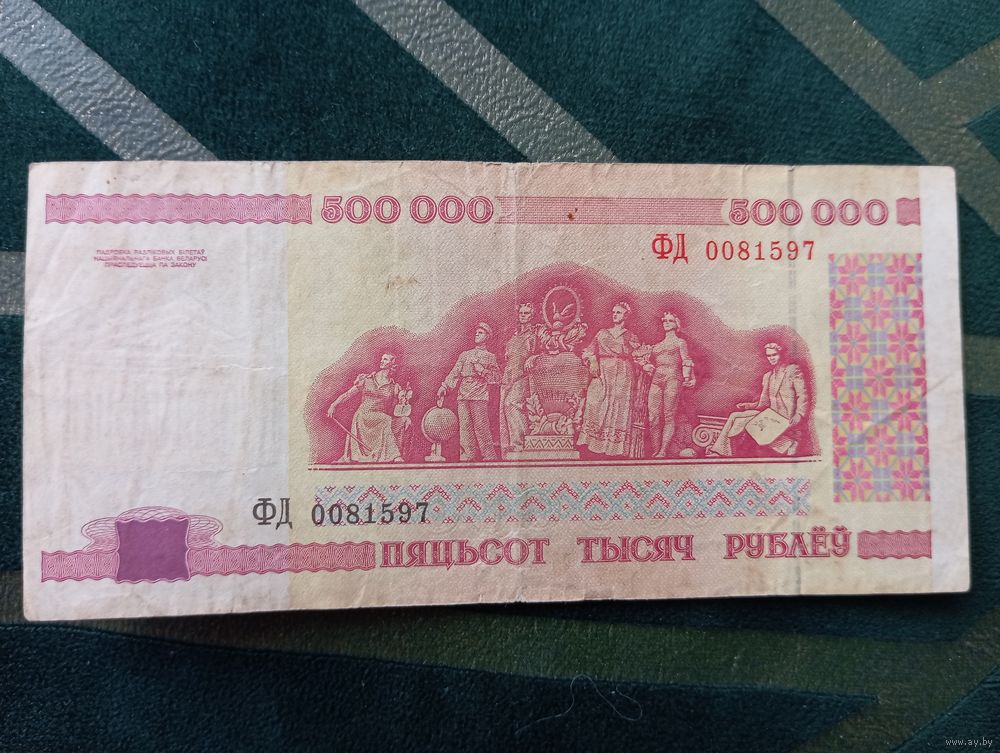 500 000 500 000
ФД 0081597
ПАДРОБКА РАЗЛІКОВЫХ БІЛЕТАЎ
НАЦЫЯНАЛЬНАГА БАНКА БЕЛАРУСІ
ПРАСЛЕДУЕЦЦА ПА ЗАКОНУ
ФД 0081597
ПЯЦЬСОТ ТЫСЯЧ РУБЛЁЎ
www.ay.by